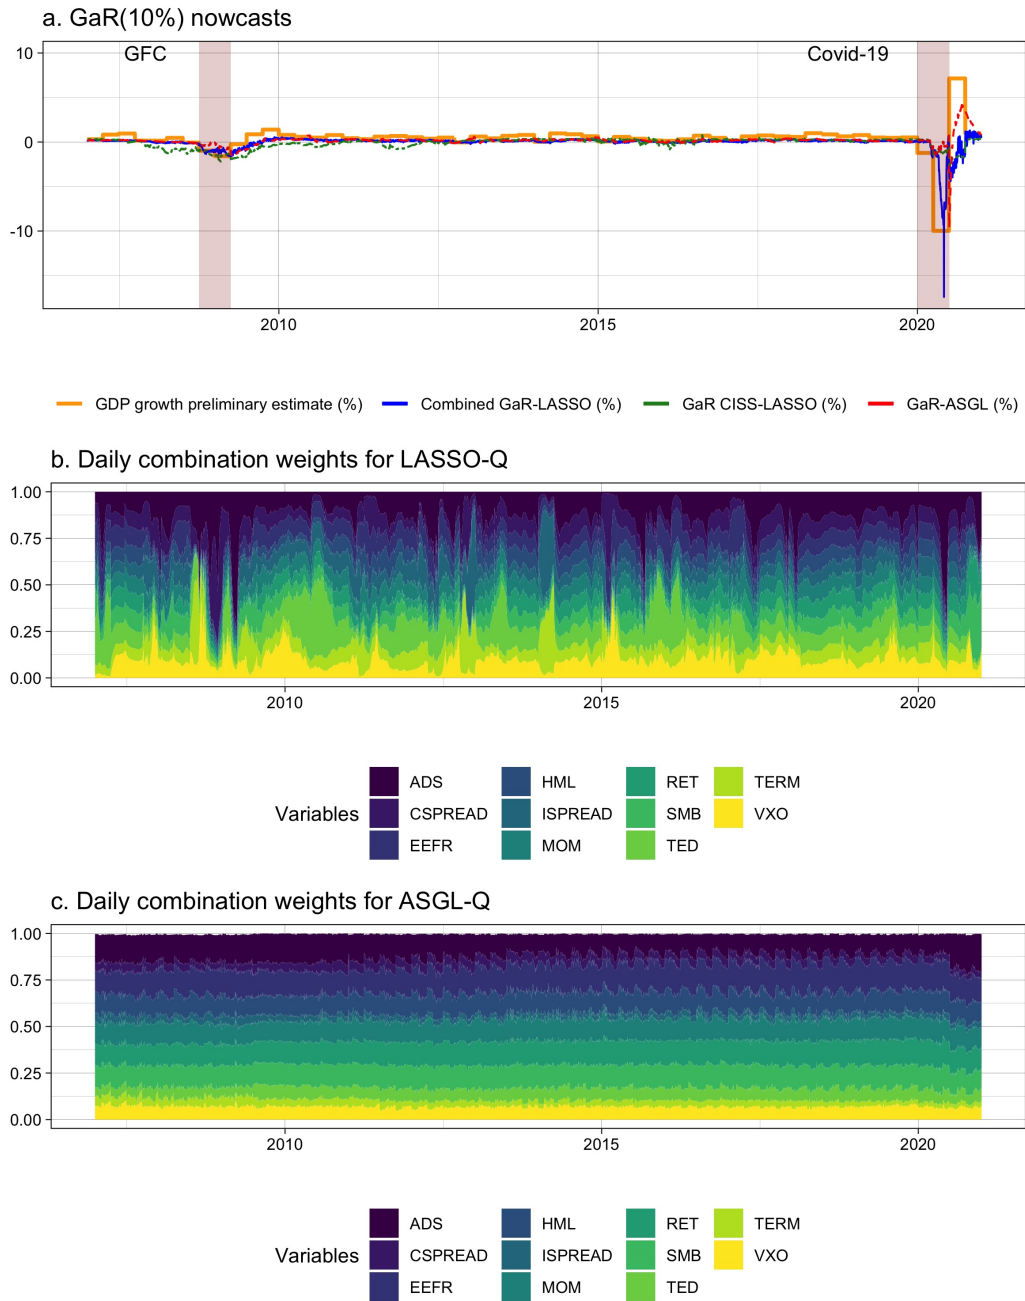 a. GaR(10%) nowcasts
GFC
Covid-19
10
0
-10
2010 2015 2020
GDP growth preliminary estimate (%) Combined GaR-LASSO (%) GaR CISS-LASSO (%) GaR-ASGL (%)
b. Daily combination weights for LASSO-Q
1.00
0.75
0.50
0.25
0.00
2010 2015 2020
ADS HML RET TERM
Variables CSPREAD ISPREAD SMB VXO
EEFR MOM TED
c. Daily combination weights for ASGL-Q
1.00
0.75
0.50
0.25
0.00
2010 2015 2020
ADS HML RET TERM
Variables CSPREAD ISPREAD SMB VXO
EEFR MOM TED